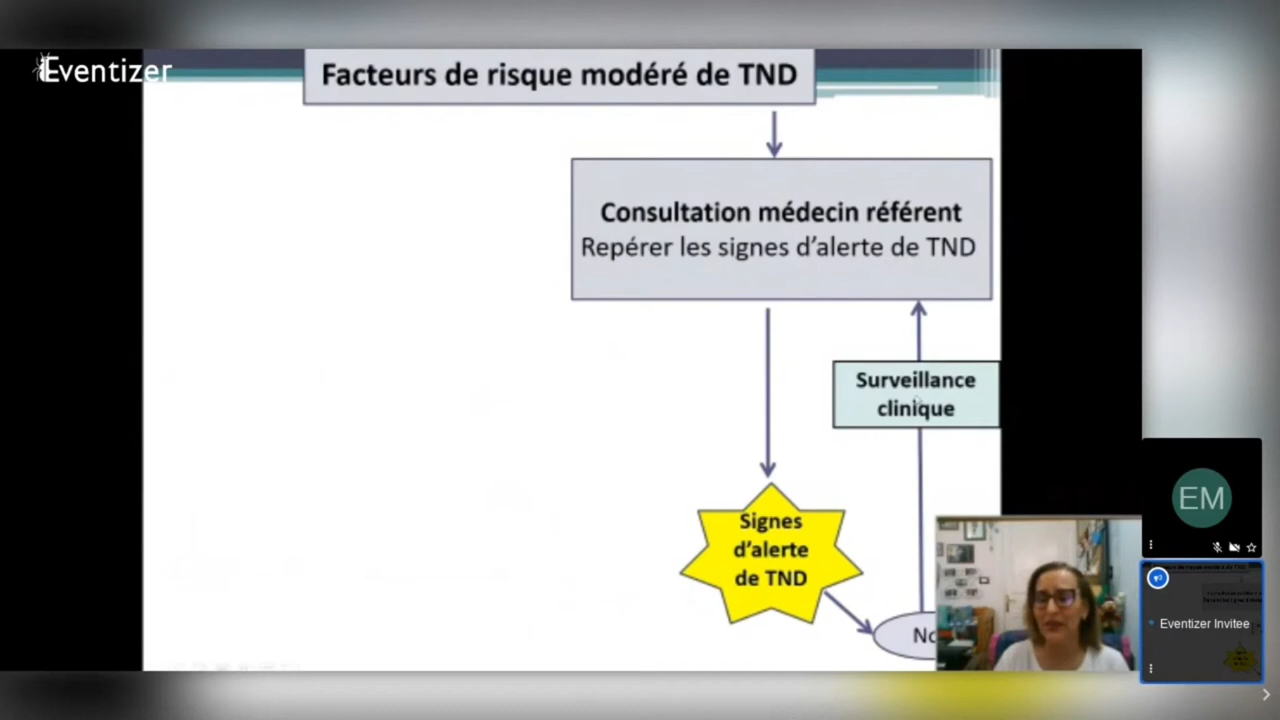 Eventizer
Facteurs de risque modéré de TND
Consultation médecin référent
Repérer les signes d'alerte de TND
Surveillance
clinique
Signes
d'alerte
de TND
EM
Eventizer Invitee